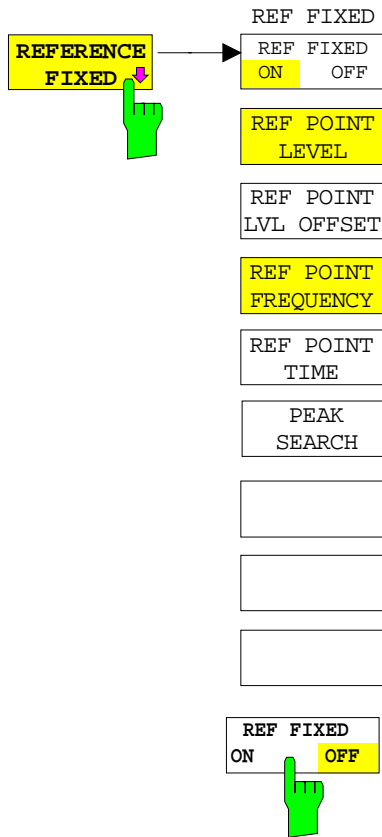 REF FIXED
REFERENCE
FIXED
REF FIXED
ON OFF
REF POINT
LEVEL
REF POINT
LVL OFFSET
REF POINT
FREQUENCY
REF POINT
TIME
PEAK
SEARCH
REF FIXED
ON OFF